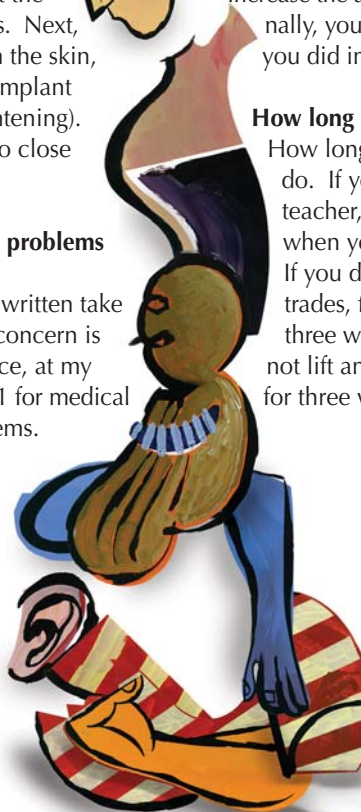 s. Next,
n the skin,
mplant
ntening).
o close
problems
written take
concern is
ce, at my
1 for medical
ems.
increase the a
nally, you
you did in
How long
How long
do. If yo
teacher,
when yo
If you d
trades, f
three w
not lift an
for three w